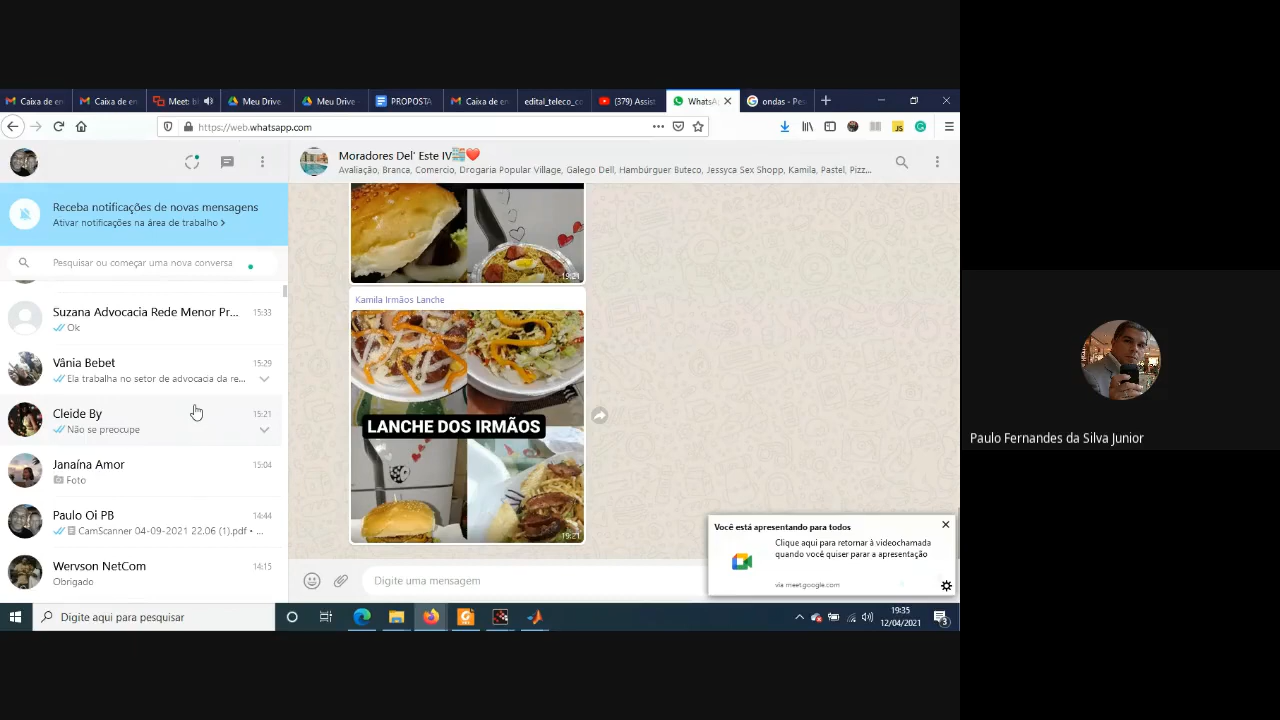 Caixa de en
Caixa de en
Meet: bi
Meu Drive
Meu Drive
PROPOSTA
Caixa de en
edital_teleco_co
(379) Assist
WhatsA
ondas - Pes
https://web.whatsapp.com
Moradores Del' Este IV
Avaliação, Branca, Comercio, Drogaria Popular Village, Galego Dell, Hambúrguer Buteco, Jessyca Sex Shopp, Kamila, Pastel, Pizz...
Receba notificações de novas mensagens
Ativar notificações na área de trabalho >
Pesquisar ou começar uma nova conversa
Suzana Advocacia Rede Menor Pr... 15:33
Ok
Vânia Bebet 15:29
Ela trabalha no setor de advocacia da re...
Cleide By 15:21
Não se preocupe
Janaína Amor 15:04
Foto
Paulo Oi PB 14:44
CamScanner 04-09-2021 22.06 (1).pdf • ...
Wervson NetCom 14:15
Obrigado
19:21
Kamila Irmãos Lanche
LANCHE DOS IRMÃOS
19:21
Digite uma mensagem
Você está apresentando para todos
Clique aqui para retornar à videochamada
quando você quiser parar a apresentação
via meet.google.com
Digite aqui para pesquisar
19:35
12/04/2021
3
Paulo Fernandes da Silva Junior